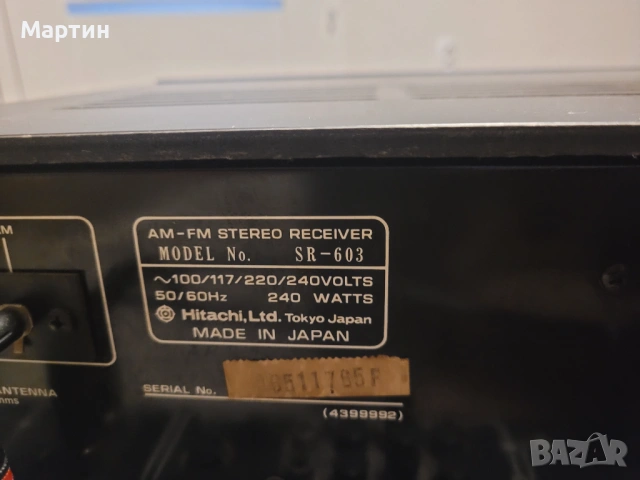 Мартин
AM-FM STEREO RECEIVER
MODEL No. SR-603
~100/117/220/240VOLTS
50/60Hz 240 WATTS
Hitachi, Ltd. Tokyo Japan
MADE IN JAPAN
ANTENNA
SERIAL No.
(4399992)
BAZAR